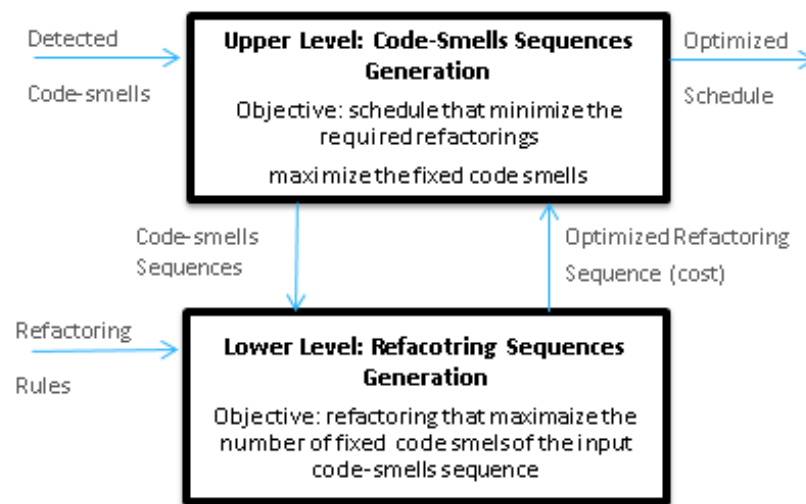 Detected
Code-smells
Upper Level: Code-Smells Sequences
Generation
Objective: schedule that minimize the
required refactorings
maximize the fixed code smells
Optimized
Schedule
Code-smells
Sequences
Optimized Refactoring
Sequence (cost)
Refactoring
Rules
Lower Level: Refacotring Sequences
Generation
Objective: refactoring that maximaize the
number of fixed code smels of the input
code-smells sequence